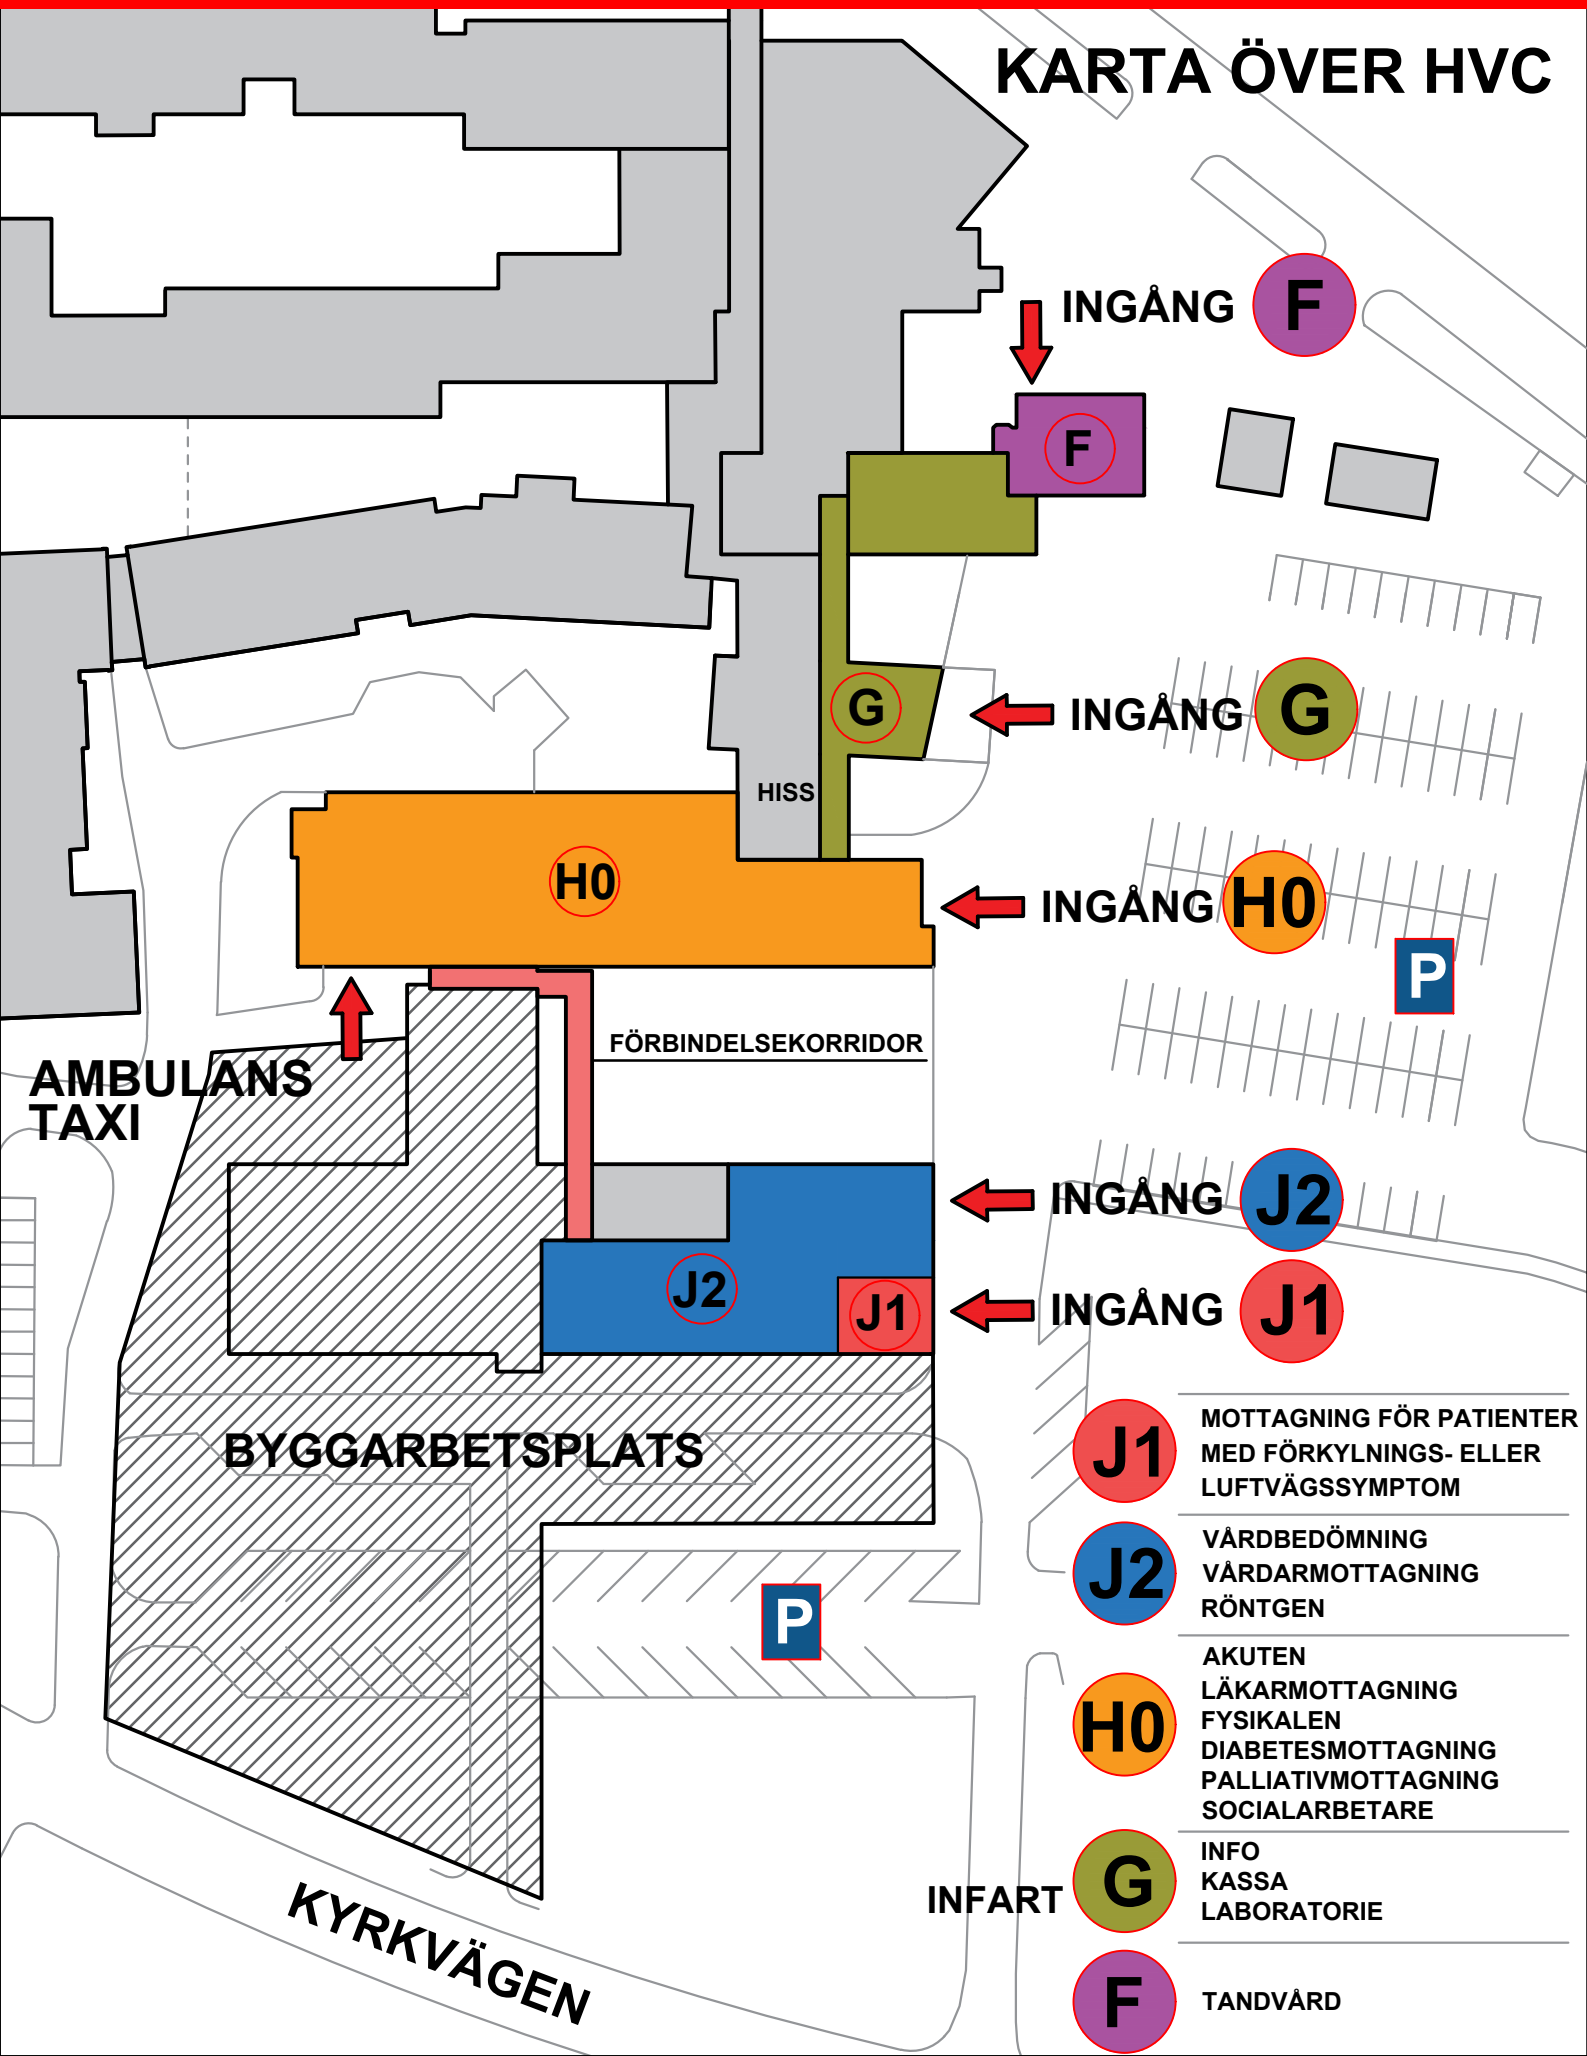 KARTA ÖVER HVC
INGÅNG F
F
INGÅNG G
G
HISS
H0
INGÅNG H0
P
FÖRBINDELSEKORRIDOR
AMBULANS
TAXI
INGÅNG J2
J2
J1
INGÅNG J1
BYGGARBETSPLATS
P
J1
MOTTAGNING FÖR PATIENTER
MED FÖRKYLNINGS- ELLER
LUFTVÄGSSYMPTOM
J2
VÅRDBEDÖMNING
VÅRDARMOTTAGNING
RÖNTGEN
H0
AKUTEN
LÄKARMOTTAGNING
FYSIKALEN
DIABETESMOTTAGNING
PALLIATIVMOTTAGNING
SOCIALARBETARE
INFART
G
INFO
KASSA
LABORATORIE
KYRKVÄGEN
F
TANDVÅRD